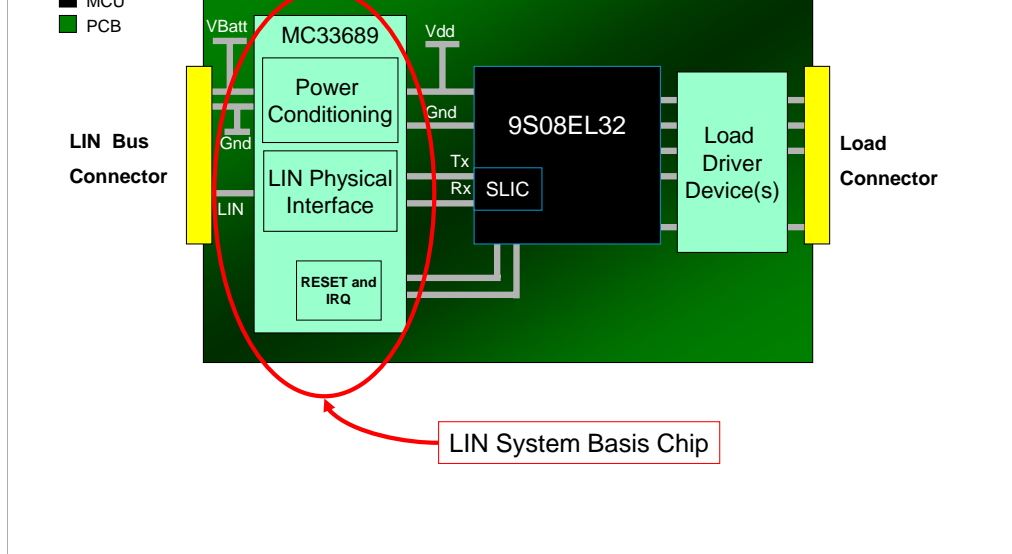 MCU
PCB
VBatt
MC33689
Vdd
Power
Conditioning
Gnd
Gnd
9S08EL32
LIN Bus
Connector
LIN Physical
Interface
LIN
Tx
Rx
SLIC
Load
Driver
Device(s)
Load
Connector
RESET and
IRQ
LIN System Basis Chip